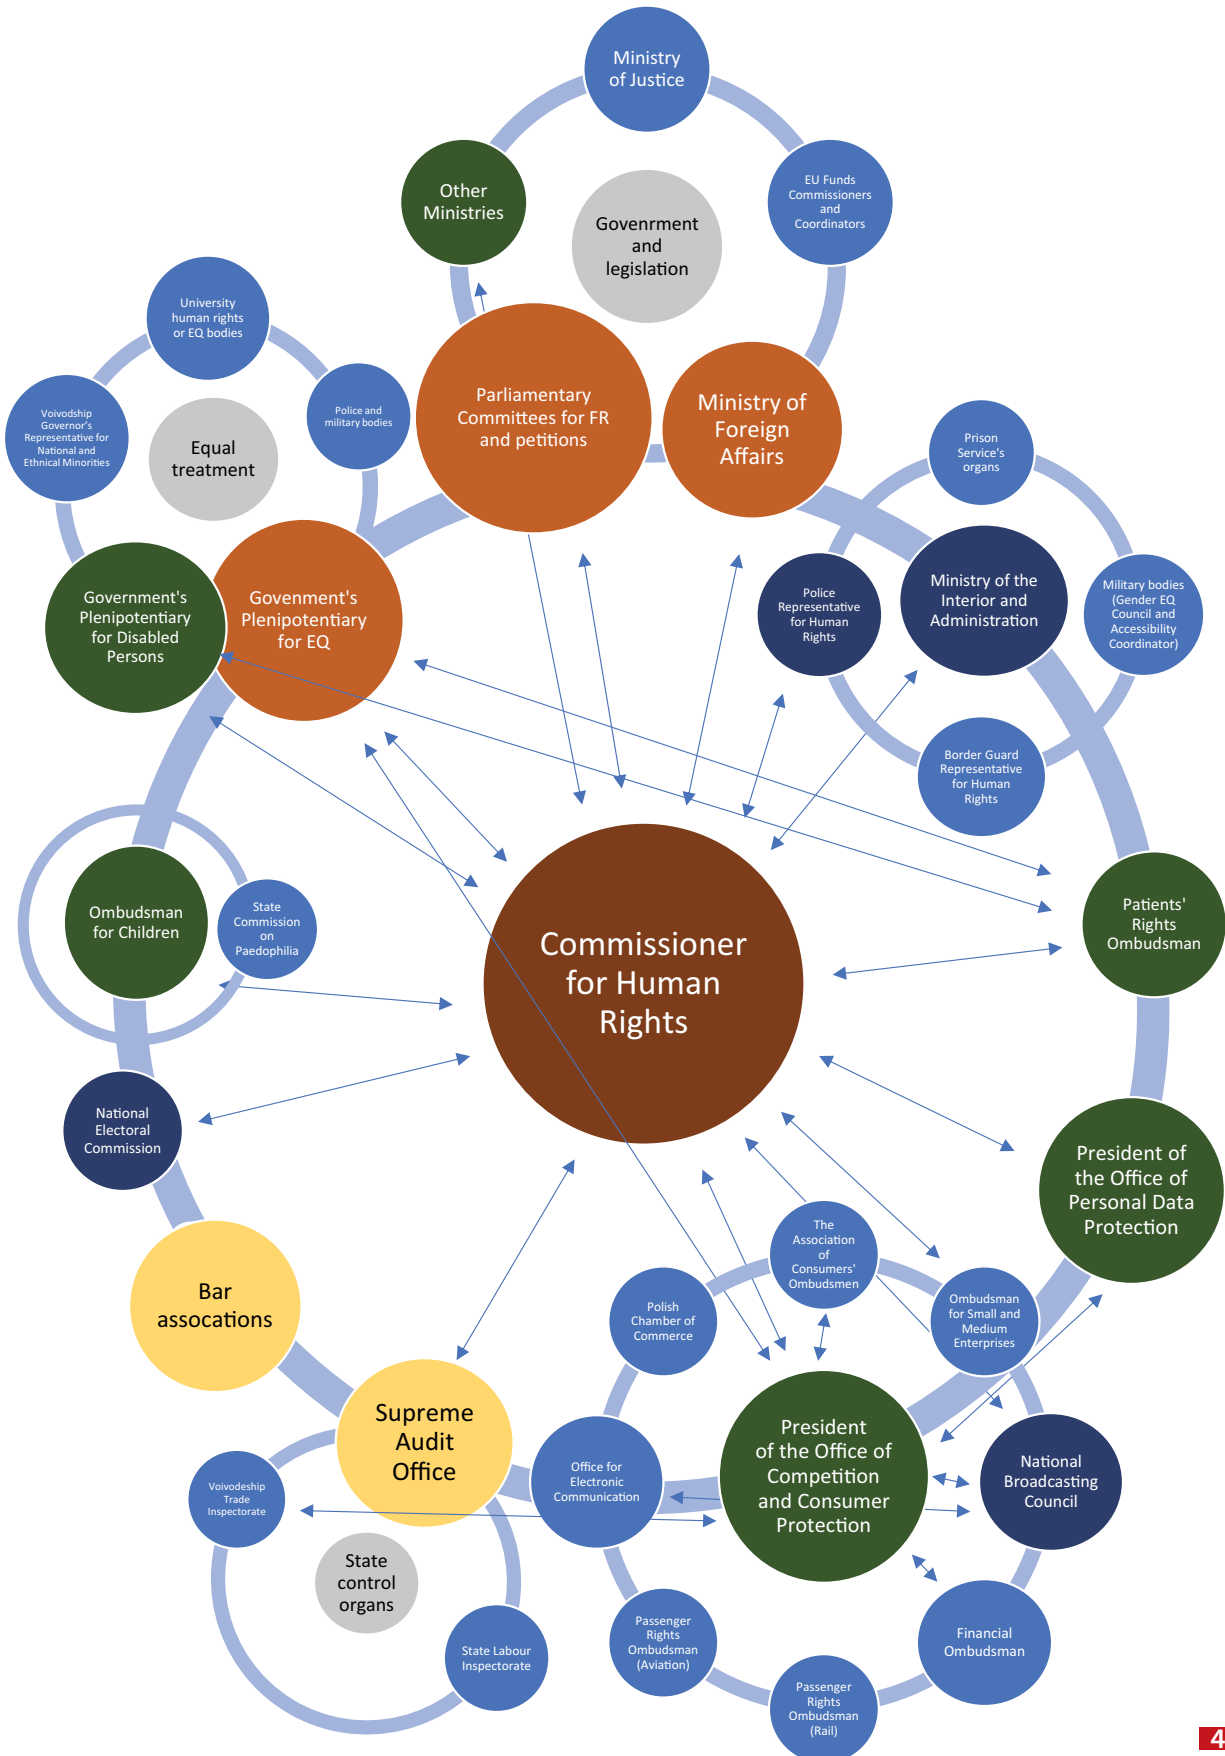 Ministry
of Justice
Other
Ministries
EU Funds
Commissioners
and
Coordinators
Govenrment
and
legislation
University
human rights
or EQ bodies
Police and
military bodies
Voivodship
Governor's
Representative for
National and
Ethnical Minorities
Equal
treatment
Parliamentary
Committees for FR
and petitions
Ministry of
Foreign
Affairs
Prison
Service's
organs
Police
Representative
for Human
Rights
Ministry of the
Interior and
Administration
Military bodies
(Gender EQ
Council and
Accessibility
Coordinator)
Border Guard
Representative
for Human
Rights
Government's
Plenipotentiary
for Disabled
Persons
Govenment's
Plenipotentiary
for EQ
Ombudsman
for Children
State
Commission
on
Paedophilia
Commissioner
for Human
Rights
Patients'
Rights
Ombudsman
National
Electoral
Commission
President of
the Office of
Personal Data
Protection
Bar
assocations
The
Association
of
Consumers'
Ombudsmen
Polish
Chamber of
Commerce
Ombudsman
for Small and
Medium
Enterprises
Supreme
Audit
Office
Office for
Electronic
Communication
President
of the Office of
Competition
and Consumer
Protection
National
Broadcasting
Council
Voivodeship
Trade
Inspectorate
State
control
organs
State Labour
Inspectorate
Passenger
Rights
Ombudsman
(Aviation)
Passenger
Rights
Ombudsman
(Rail)
Financial
Ombudsman
4